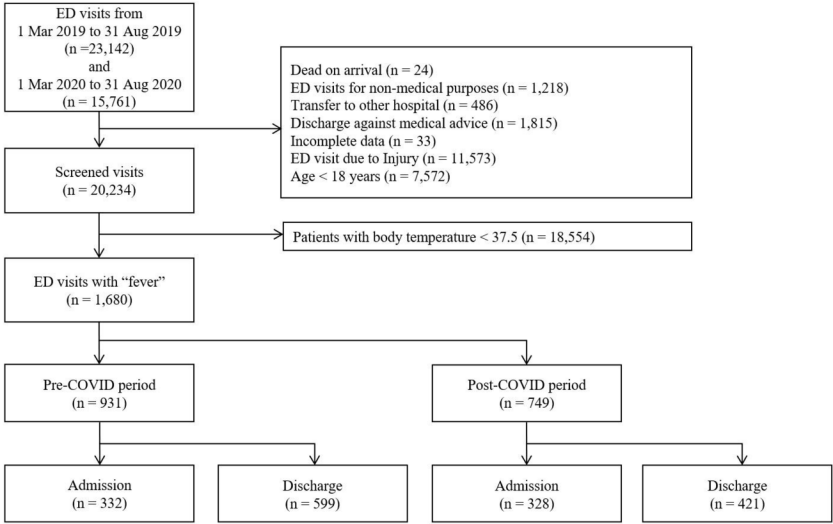 ED visits from
1 Mar 2019 to 31 Aug 2019
(n =23,142)
and
1 Mar 2020 to 31 Aug 2020
(n = 15,761)
Dead on arrival (n = 24)
ED visits for non-medical purposes (n = 1,218)
Transfer to other hospital (n = 486)
Discharge against medical advice (n = 1,815)
Incomplete data (n = 33)
ED visit due to Injury (n = 11,573)
Age < 18 years (n = 7,572)
Screened visits
(n = 20,234)
Patients with body temperature < 37.5 (n = 18,554)
ED visits with “fever”
(n = 1,680)
Pre-COVID period
(n = 931)
Post-COVID period
(n = 749)
Admission
(n = 332)
Discharge
(n = 599)
Admission
(n = 328)
Discharge
(n = 421)